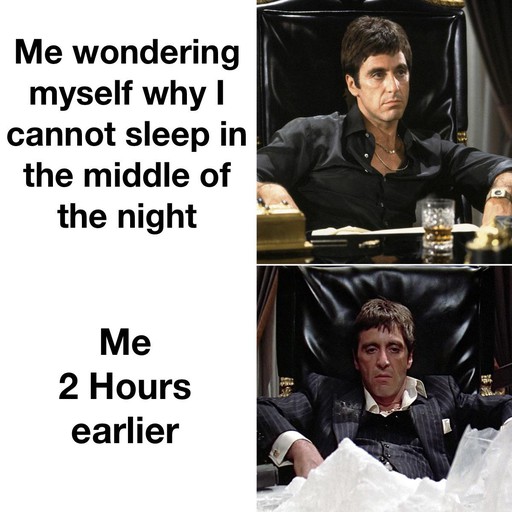 Me wondering
myself why I
cannot sleep in
the middle of
the night
Me
2 Hours
earlier